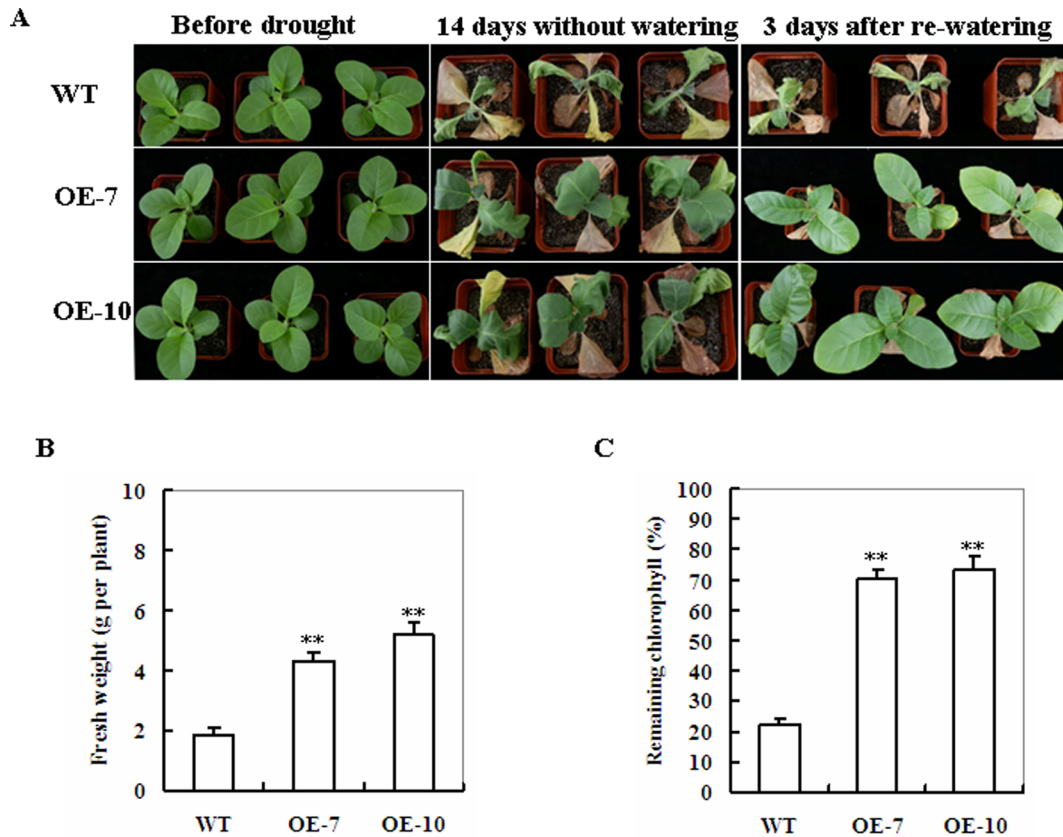 A
Before drought
14 days without watering
3 days after re-watering
WT
OE-7
OE-10
B
Fresh weight (g per plant)
10
8
6
4
2
0
**
**
WT
OE-7
OE-10
C
Remaining chlorophyll (%)
100
90
80
70
60
50
40
30
20
10
0
**
**
WT
OE-7
OE-10